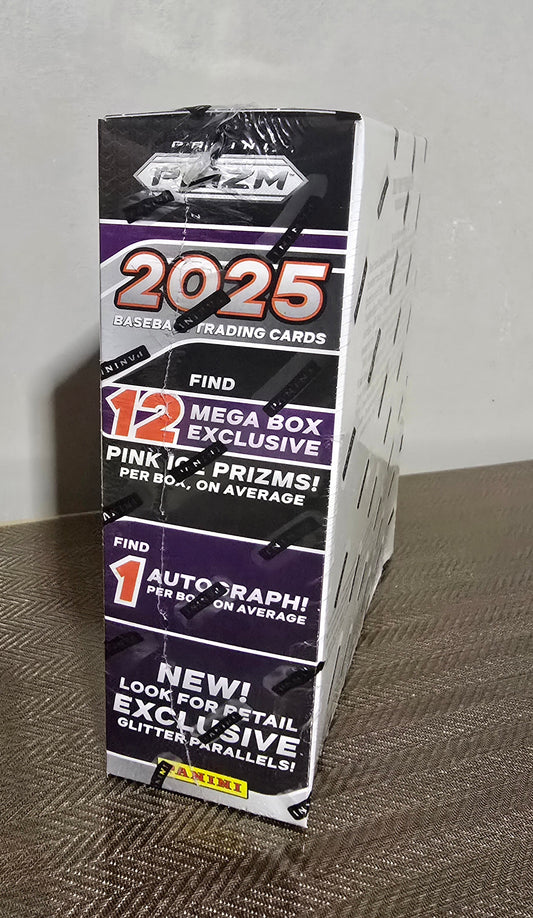 PANINI
PRIZM
2025
BASEBALL TRADING CARDS
FIND
12 MEGA BOX
EXCLUSIVE
PINK ICE PRIZMS!
PER BOX, ON AVERAGE
FIND
1 AUTOGRAPH!
PER BOX, ON AVERAGE
NEW!
LOOK FOR RETAIL
EXCLUSIVE
GLITTER PARALLELS!
PANINI